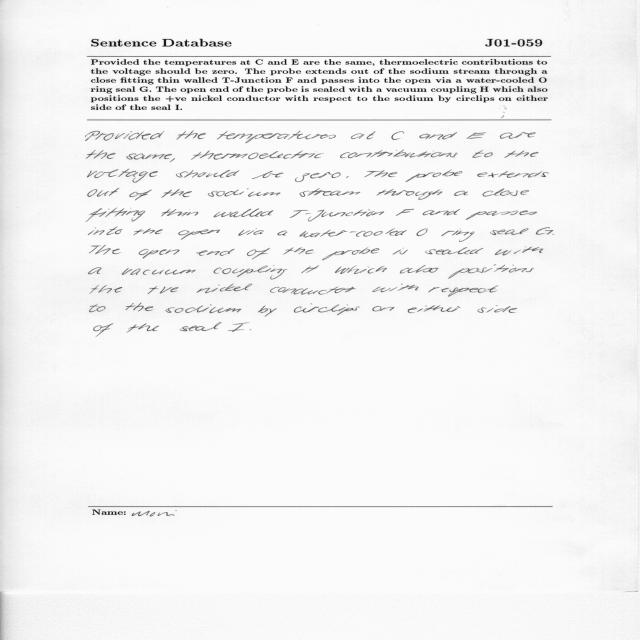 Sentence Database J01-059
Provided the temperatures at C and E are the same, thermoelectric contributions to
the voltage should be zero. The probe extends out of the sodium stream through a
close fitting thin walled T-Junction F and passes into the open via a water-cooled O
ring seal G. The open end of the probe is sealed with a vacuum coupling H which also
positions the +ve nickel conductor with respect to the sodium by circlips on either
side of the seal I.
Provided the temperatures at C and E are
the same, thermoelectric contributions to the
voltage should be zero. The probe extends
out of the sodium stream through a close
fitting thin walled T-Junction F and passes
into the open via a water-cooled O ring seal G.
The open end of the probe is sealed with
a vacuum coupling H which also positions
the +ve nickel conductor with respect
to the sodium by circlips on either side
of the seal I.
Name: